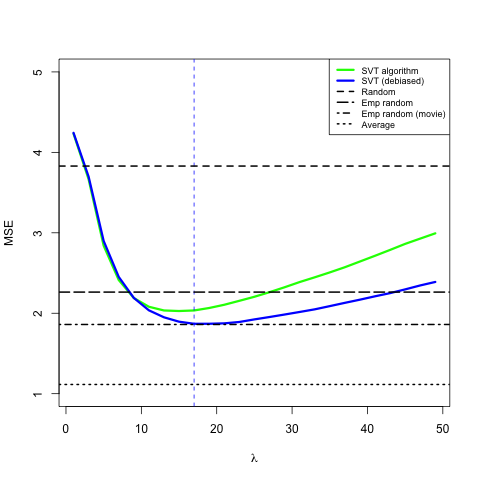 SVT algorithm
SVT (debiased)
Random
Emp random
Emp random (movie)
Average
MSE
5
4
3
2
1
0 10 20 30 40 50
λ